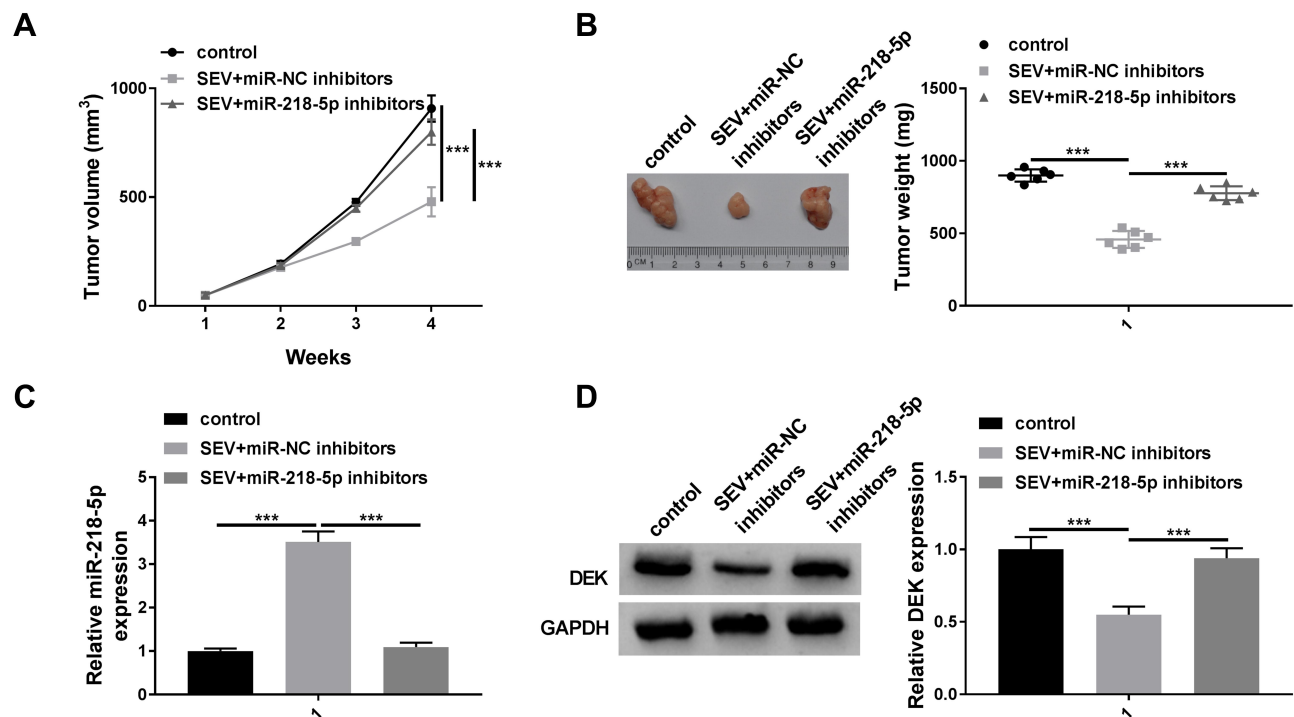 A
control
SEV+miR-NC inhibitors
SEV+miR-218-5p inhibitors
Tumor volume (mm3)
1000
500
0
***
***
1 2 3 4
Weeks
B
control
SEV+miR-NC
inhibitors
SEV+miR-218-5p
inhibitors
0 CM 1 2 3 4 5 6 7 8 9
control
SEV+miR-NC inhibitors
SEV+miR-218-5p inhibitors
Tumor weight (mg)
1500
1000
500
0
***
***
1
C
control
SEV+miR-NC inhibitors
SEV+miR-218-5p inhibitors
Relative miR-218-5p
expression
5
4
3
2
1
0
***
***
1
D
control
SEV+miR-NC
inhibitors
SEV+miR-218-5p
inhibitors
DEK
GAPDH
control
SEV+miR-NC inhibitors
SEV+miR-218-5p inhibitors
Relative DEK expression
1.5
1.0
0.5
0.0
***
***
1